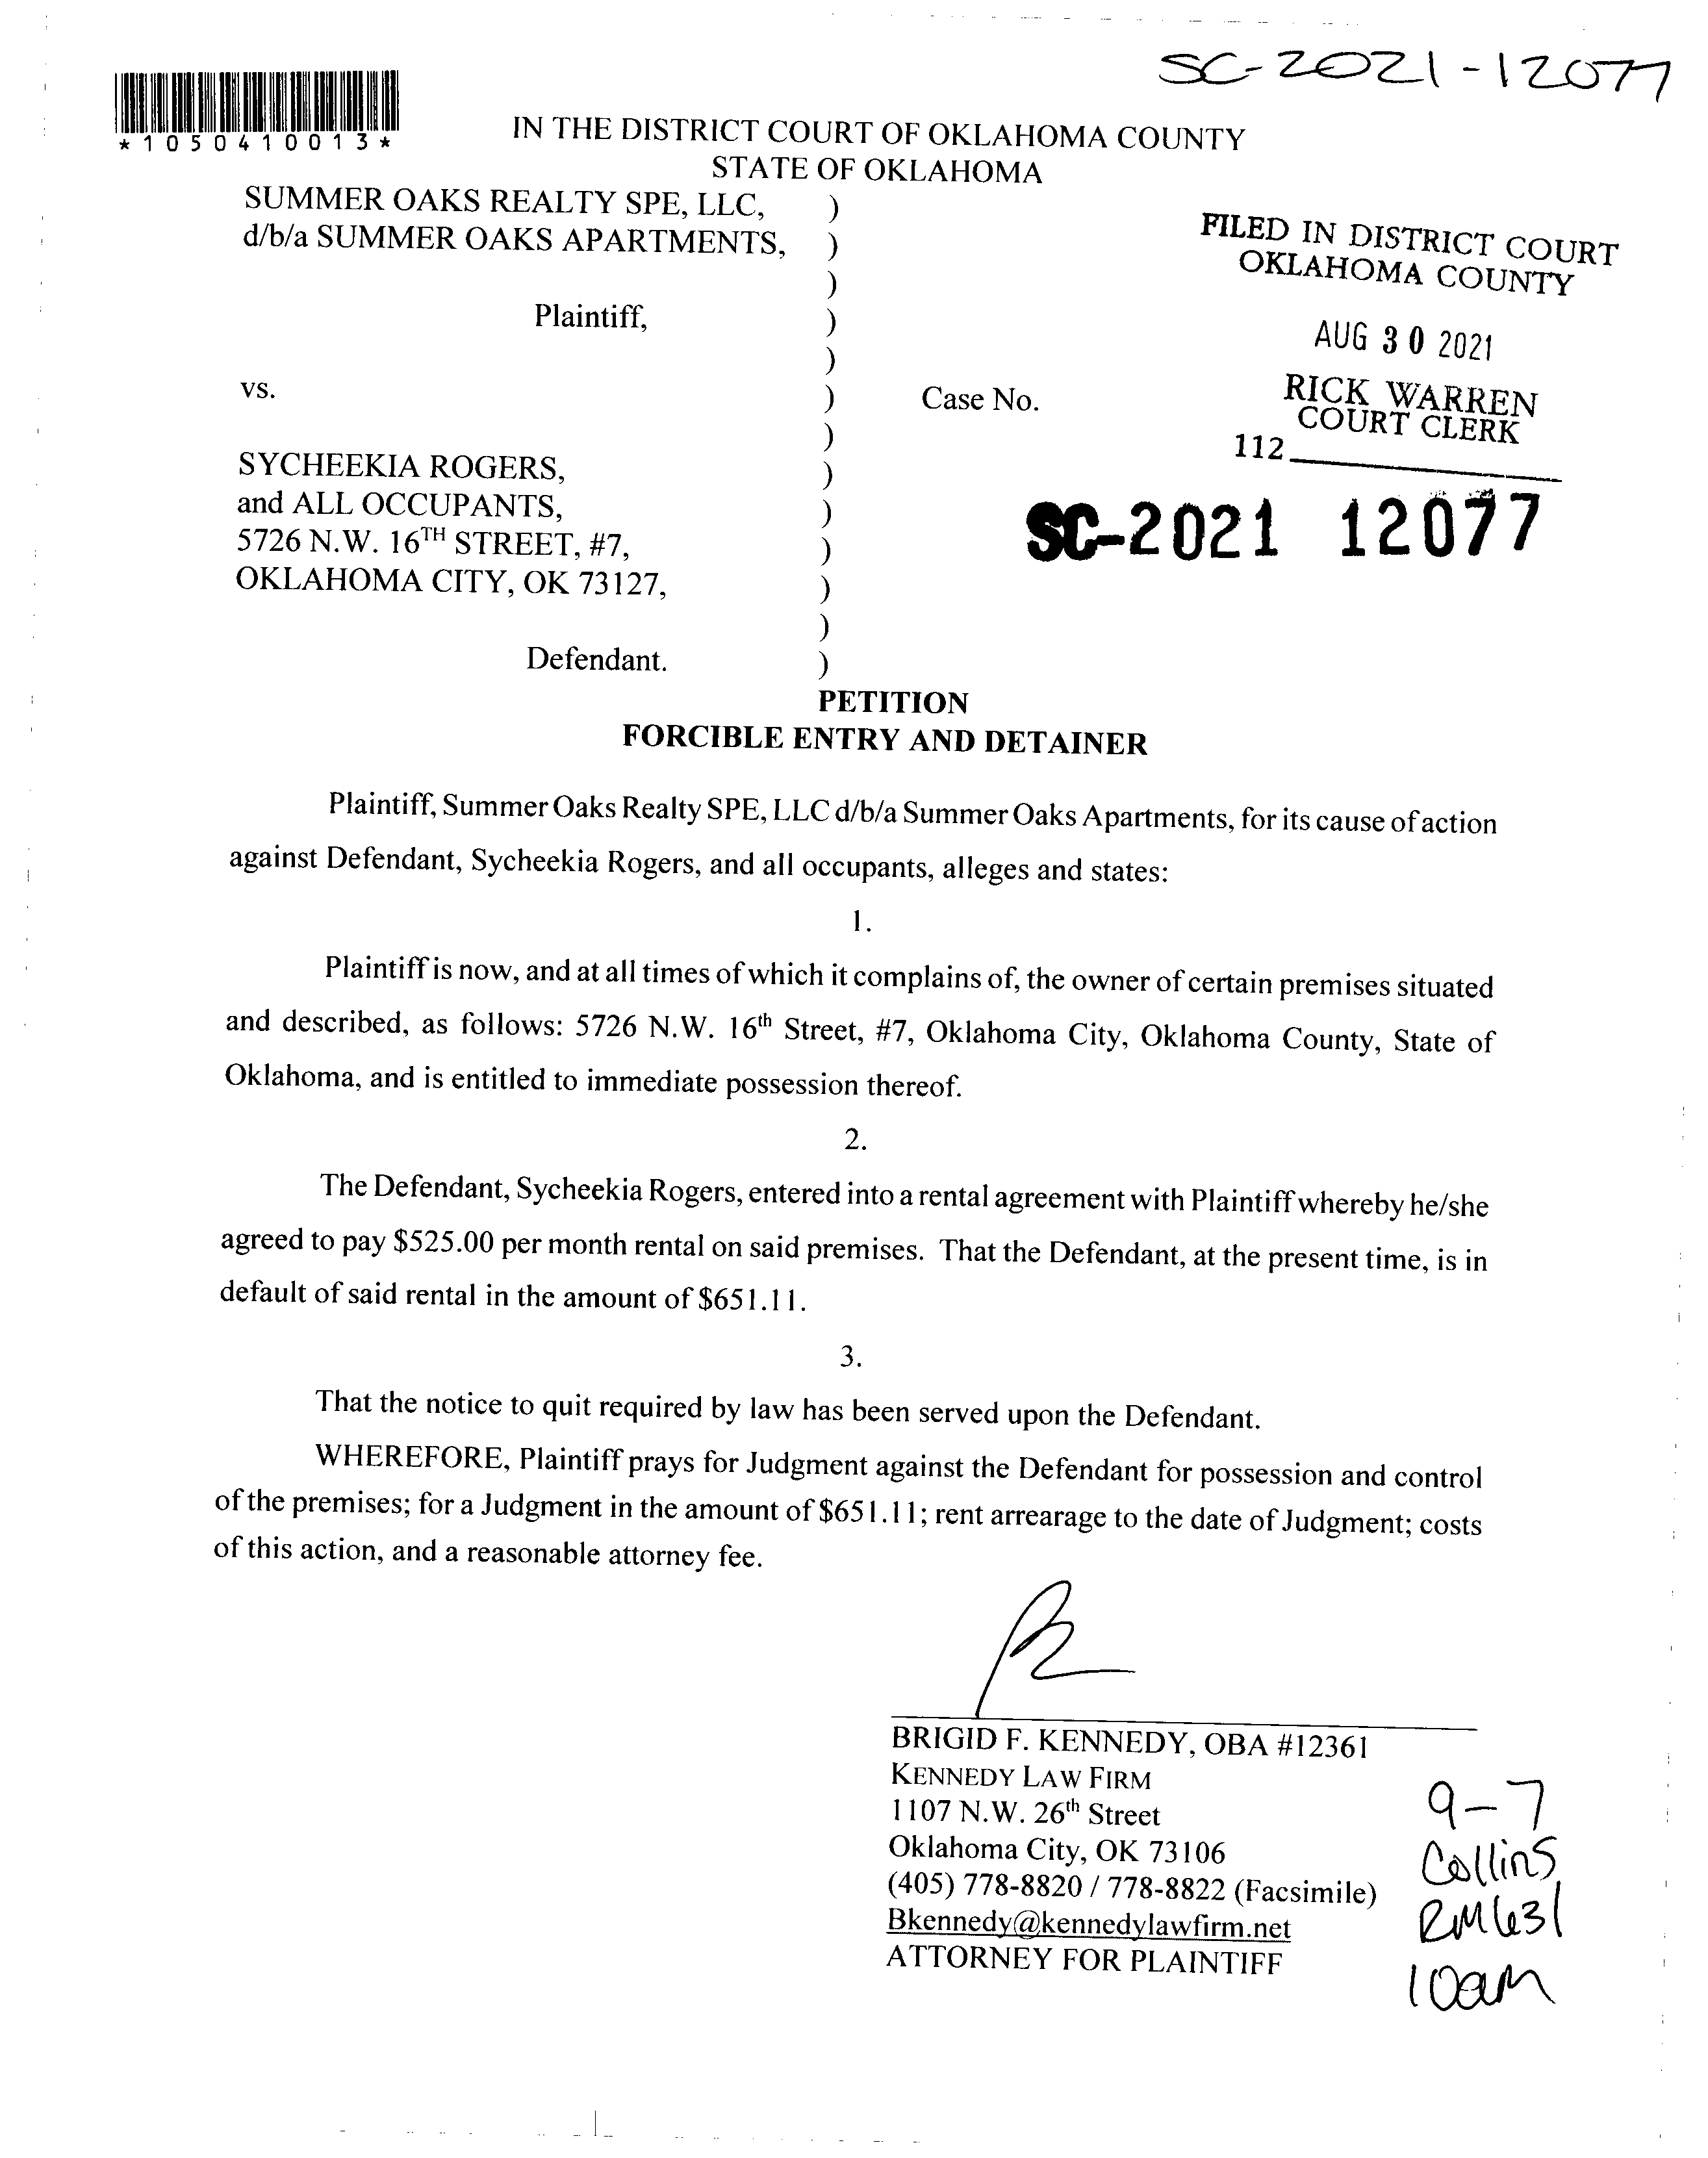 SC-2021-12077
*1050410013*
IN THE DISTRICT COURT OF OKLAHOMA COUNTY
STATE OF OKLAHOMA
SUMMER OAKS REALTY SPE, LLC, )
d/b/a SUMMER OAKS APARTMENTS, )
)
Plaintiff, )
)
vs. ) Case No.
)
SYCHEEKIA ROGERS, )
and ALL OCCUPANTS, )
5726 N.W. 16TH STREET, #7, )
OKLAHOMA CITY, OK 73127, )
)
Defendant. )
FILED IN DISTRICT COURT
OKLAHOMA COUNTY
AUG 30 2021
RICK WARREN
COURT CLERK
112
SC-2021 12077
PETITION
FORCIBLE ENTRY AND DETAINER
Plaintiff, Summer Oaks Realty SPE, LLC d/b/a Summer Oaks Apartments, for its cause of action
against Defendant, Sycheekia Rogers, and all occupants, alleges and states:
1.
Plaintiff is now, and at all times of which it complains of, the owner of certain premises situated
and described, as follows: 5726 N.W. 16th Street, #7, Oklahoma City, Oklahoma County, State of
Oklahoma, and is entitled to immediate possession thereof.
2.
The Defendant, Sycheekia Rogers, entered into a rental agreement with Plaintiff whereby he/she
agreed to pay $525.00 per month rental on said premises. That the Defendant, at the present time, is in
default of said rental in the amount of $651.11.
3.
That the notice to quit required by law has been served upon the Defendant.
WHEREFORE, Plaintiff prays for Judgment against the Defendant for possession and control
of the premises; for a Judgment in the amount of $651.11; rent arrearage to the date of Judgment; costs
of this action, and a reasonable attorney fee.
BRIGID F. KENNEDY, OBA #12361
KENNEDY LAW FIRM
1107 N.W. 26th Street
Oklahoma City, OK 73106
(405) 778-8820 / 778-8822 (Facsimile)
Bkennedy@kennedylawfirm.net
ATTORNEY FOR PLAINTIFF
9-7
Collins
RM 631
10am